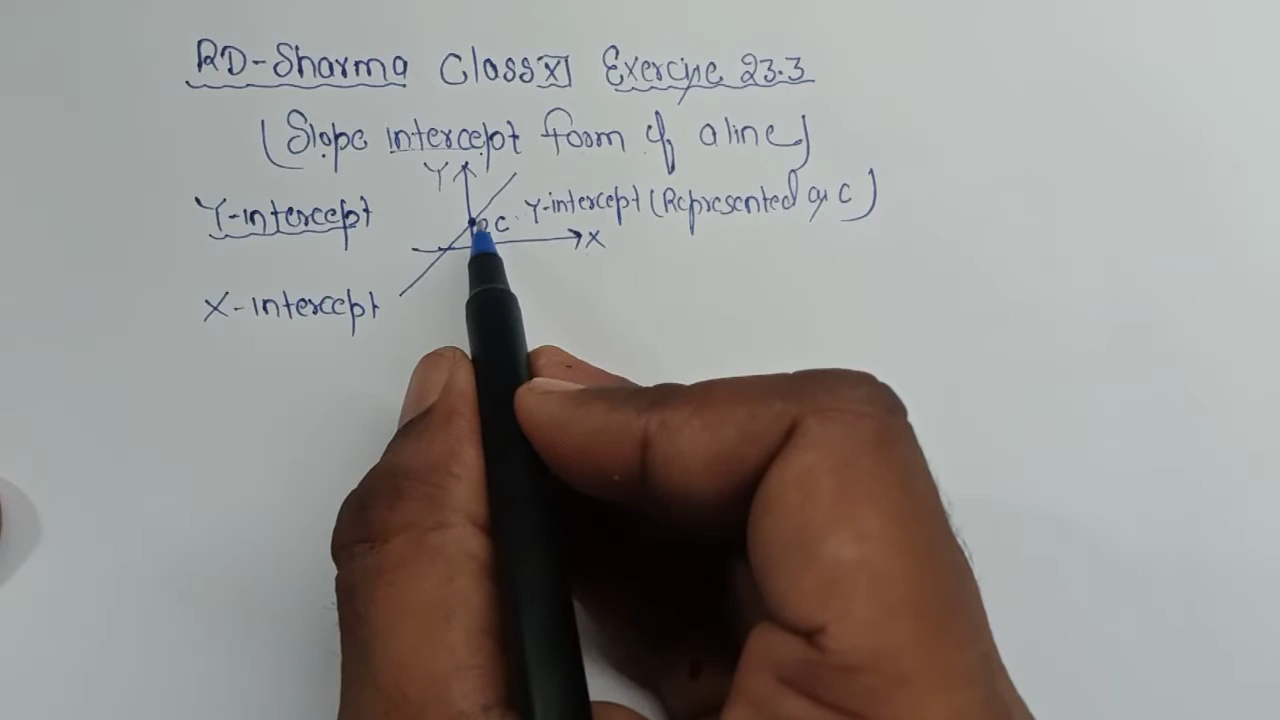 RD-Sharma Class XI Exercise 23.3
(Slope intercept form of a line)
Y
Y-intercept
C Y-intercept (Represented as C)
X
X-intercept